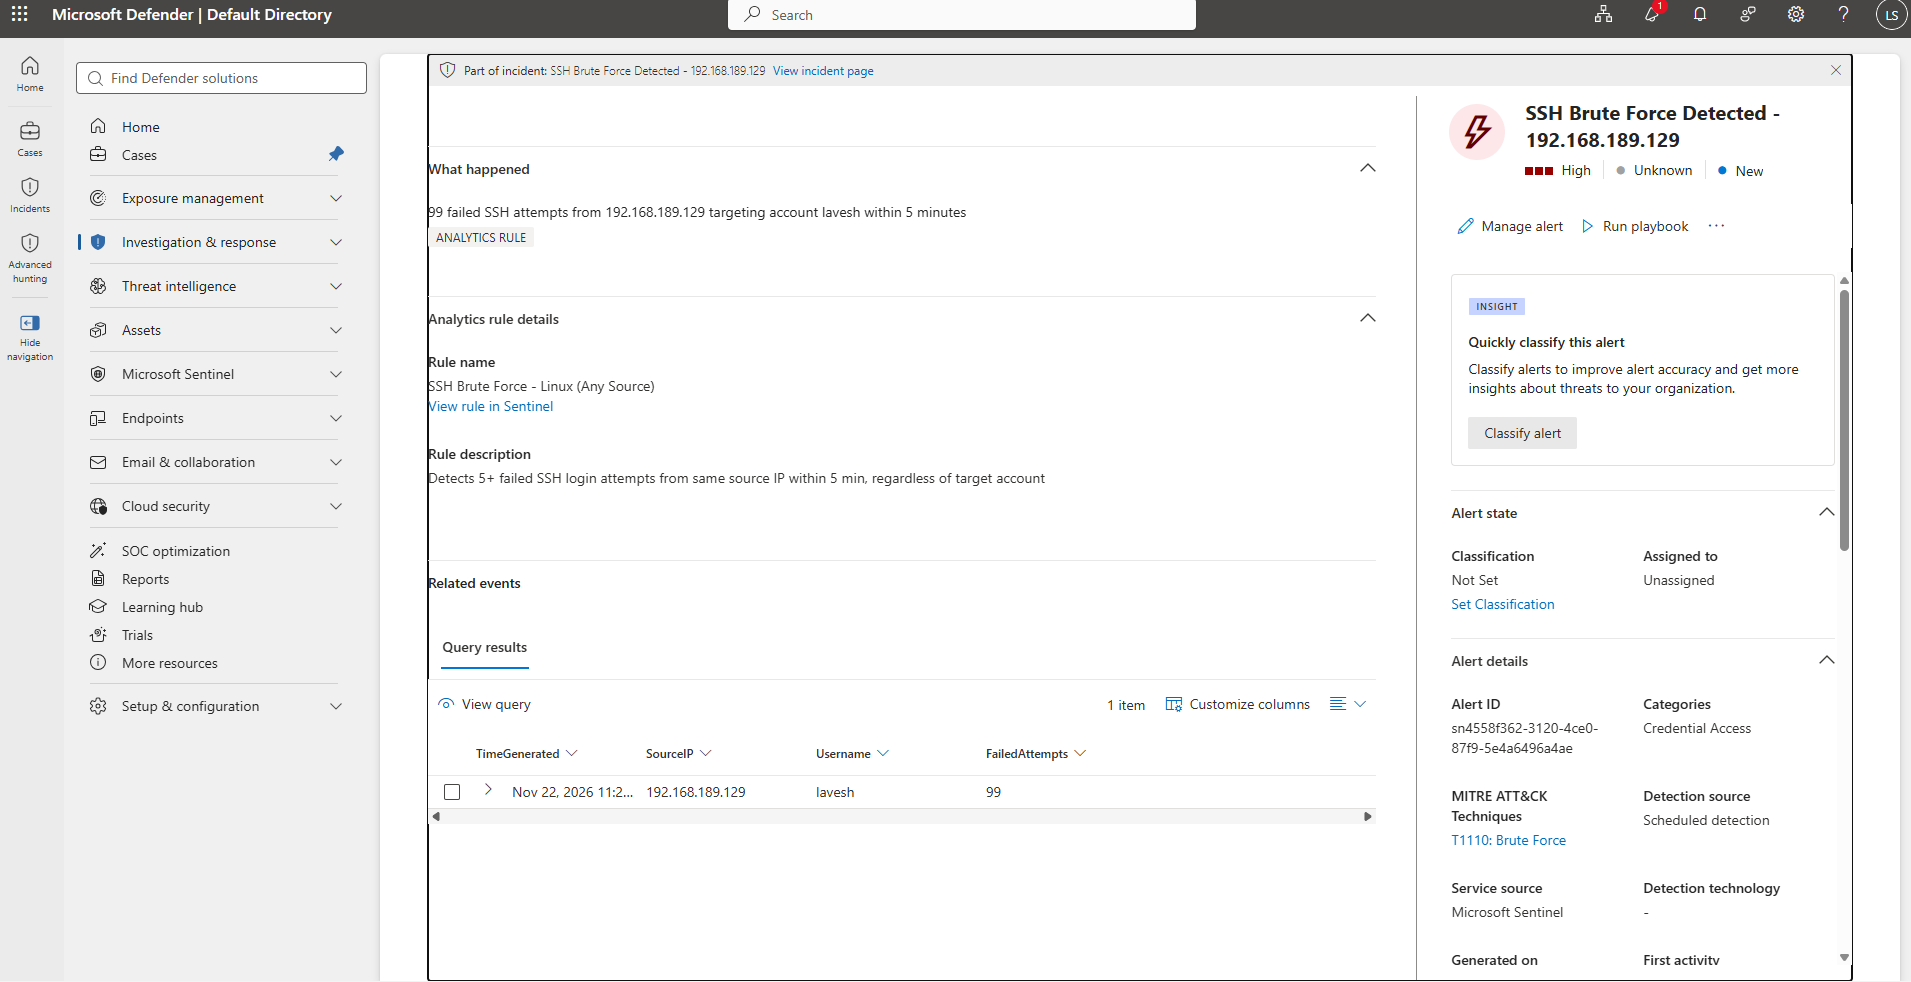 Microsoft Defender | Default Directory
Search
1
LS
Home
Cases
Incidents
Advanced
hunting
Hide
navigation
Find Defender solutions
Home
Cases
Exposure management
Investigation & response
Threat intelligence
Assets
Microsoft Sentinel
Endpoints
Email & collaboration
Cloud security
SOC optimization
Reports
Learning hub
Trials
More resources
Setup & configuration
Part of incident: SSH Brute Force Detected - 192.168.189.129 View incident page
What happened
99 failed SSH attempts from 192.168.189.129 targeting account lavesh within 5 minutes
ANALYTICS RULE
Analytics rule details
Rule name
SSH Brute Force - Linux (Any Source)
View rule in Sentinel
Rule description
Detects 5+ failed SSH login attempts from same source IP within 5 min, regardless of target account
Related events
Query results
View query
1 item
Customize columns
TimeGenerated SourceIP Username FailedAttempts
Nov 22, 2026 11:2... 192.168.189.129 lavesh 99
SSH Brute Force Detected -
192.168.189.129
High Unknown New
Manage alert Run playbook ...
INSIGHT
Quickly classify this alert
Classify alerts to improve alert accuracy and get more
insights about threats to your organization.
Classify alert
Alert state
Classification Assigned to
Not Set Unassigned
Set Classification
Alert details
Alert ID Categories
sn4558f362-3120-4ce0- Credential Access
87f9-5e4a6496a4ae
MITRE ATT&CK Detection source
Techniques Scheduled detection
T1110: Brute Force
Service source Detection technology
Microsoft Sentinel -
Generated on First activity